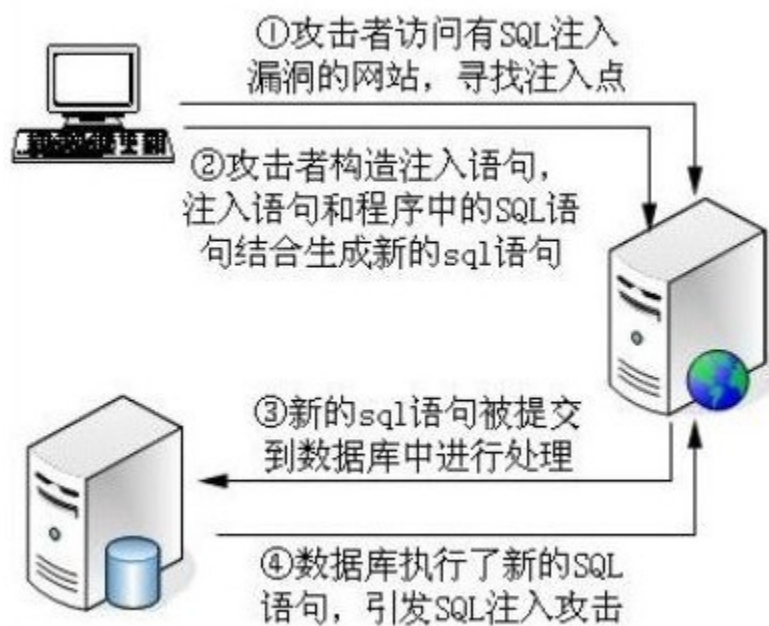 ①攻击者访问有SQL注入
漏洞的网站，寻找注入点
②攻击者构造注入语句，
注入语句和程序中的SQL语
句结合生成新的sql语句
③新的sql语句被提交
到数据库中进行处理
④数据库执行了新的SQL
语句，引发SQL注入攻击